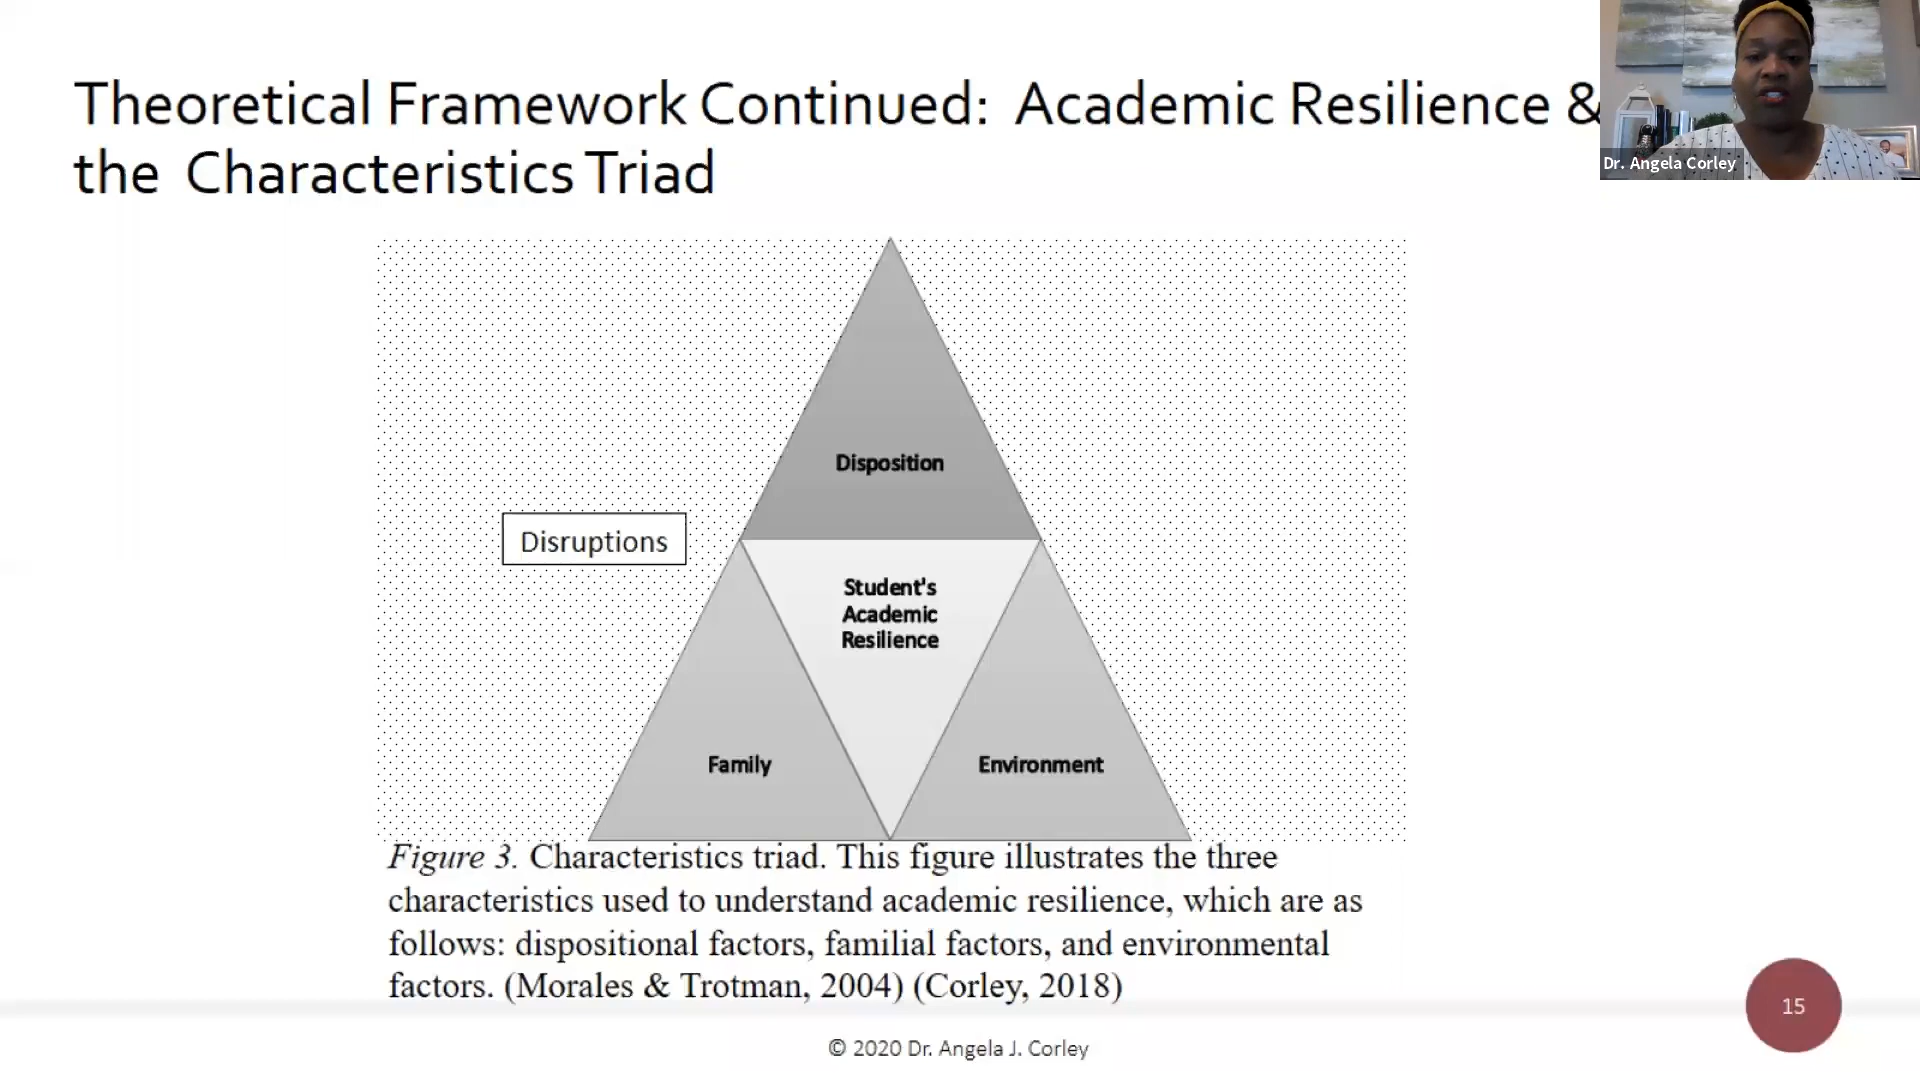 Theoretical Framework Continued: Academic Resilience &
the Characteristics Triad
Dr. Angela Corley
Disposition
Disruptions
Student's
Academic
Resilience
Family
Environment
Figure 3. Characteristics triad. This figure illustrates the three
characteristics used to understand academic resilience, which are as
follows: dispositional factors, familial factors, and environmental
factors. (Morales & Trotman, 2004) (Corley, 2018)
15
© 2020 Dr. Angela J. Corley